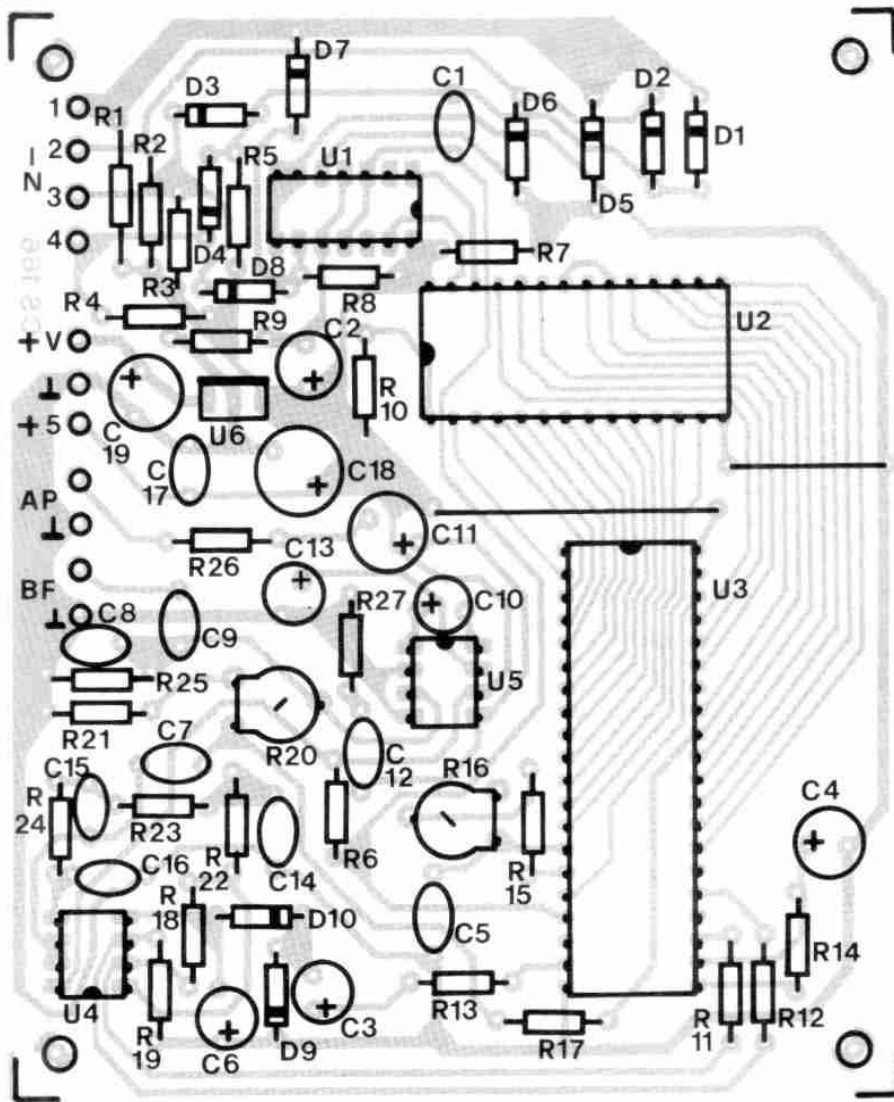 D7
D3
C1
D6
D2
D1
1
R1
I
N
2
R2
R5
U1
3
D5
4
D4
R7
R3
D8
R8
R4
R9
C2
U2
+ V
⊥
R
10
+ 5
C
19
U6
C
17
C18
AP
⊥
C11
R26
C13
BF
⊥
C8
C9
R27
C10
U3
R25
U5
R21
C7
R20
C
12
R16
C15
R
24
R23
C4
R
22
C14
R6
R
15
C16
R
18
D10
C5
R14
U4
R
19
C6
D9
C3
R13
R17
R
11
R12
CS 166